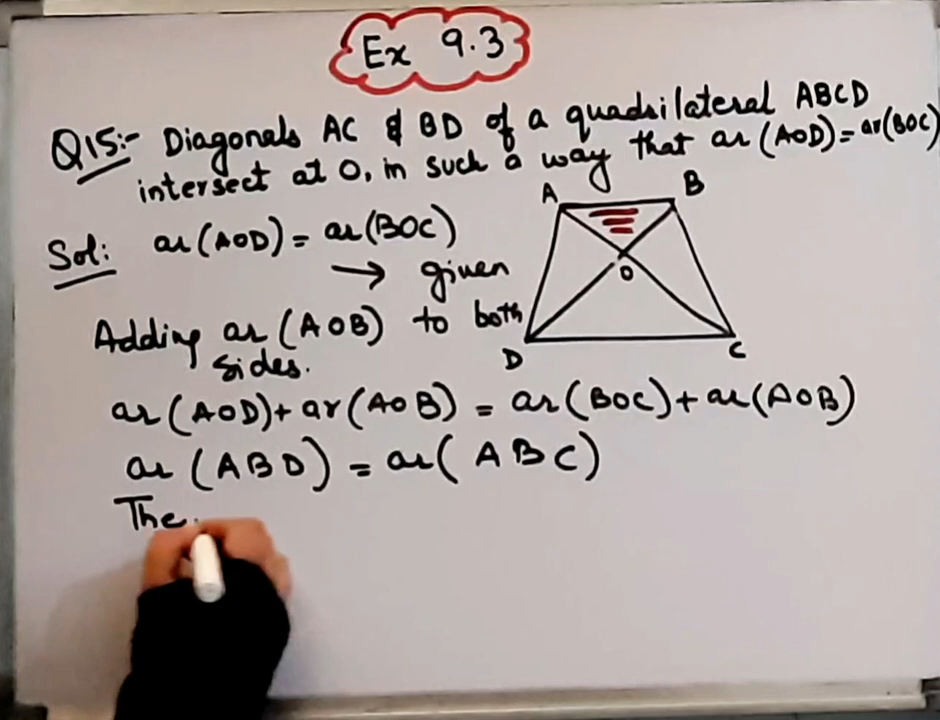 Ex 9.3
Q15:- Diagonals AC & BD of a quadrilateral ABCD
intersect at O, in such a way that ar (AOD) = ar(BOC)
Sol: ar (AOD) = ar (BOC)
→ given
Adding ar (AOB) to both
sides.
ar (AOD) + ar (AOB) = ar (BOC) + ar (AOB)
ar (ABD) = ar (ABC)
The
A B
O
D C